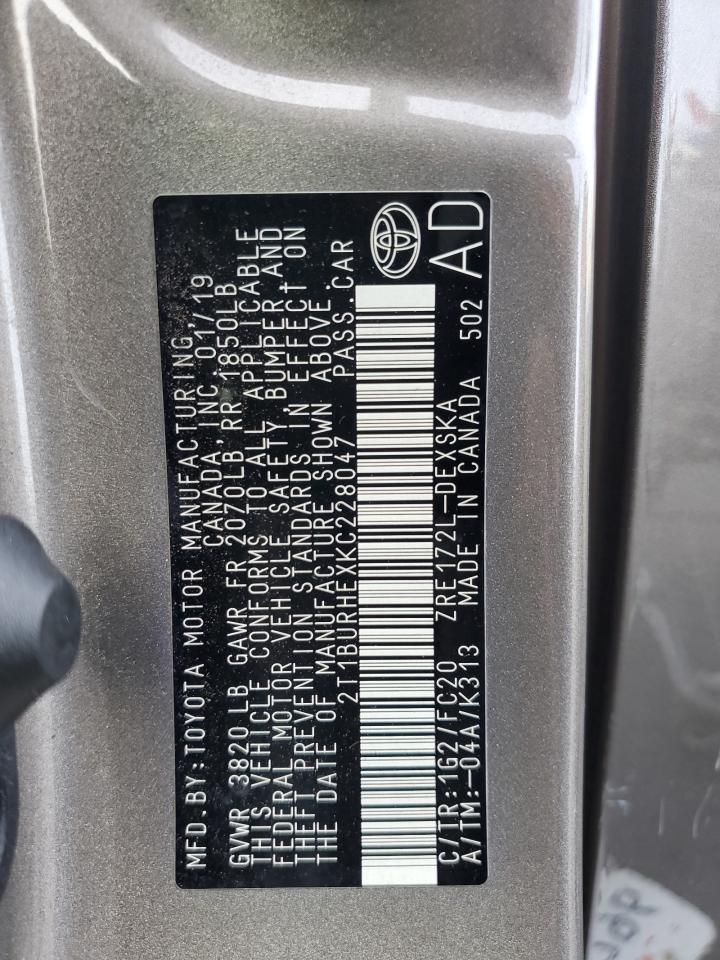 MFD.BY:TOYOTA MOTOR MANUFACTURING,
CANADA,INC.01/19
GVWR 3820LB GAWR FR 2070LB,RR 1850LB
THIS VEHICLE CONFORMS TO ALL APPLICABLE
FEDERAL MOTOR VEHICLE SAFETY, BUMPER,AND
THEFT PREVENTION STANDARDS IN EFFECT ON
THE DATE OF MANUFACTURE SHOWN ABOVE.
2T1BURHEXKC228047 PASS.CAR
C/TR:1G2/FC20 ZRE172L-DEXSKA
A/TM:-04A/K313 MADE IN CANADA 502
AD